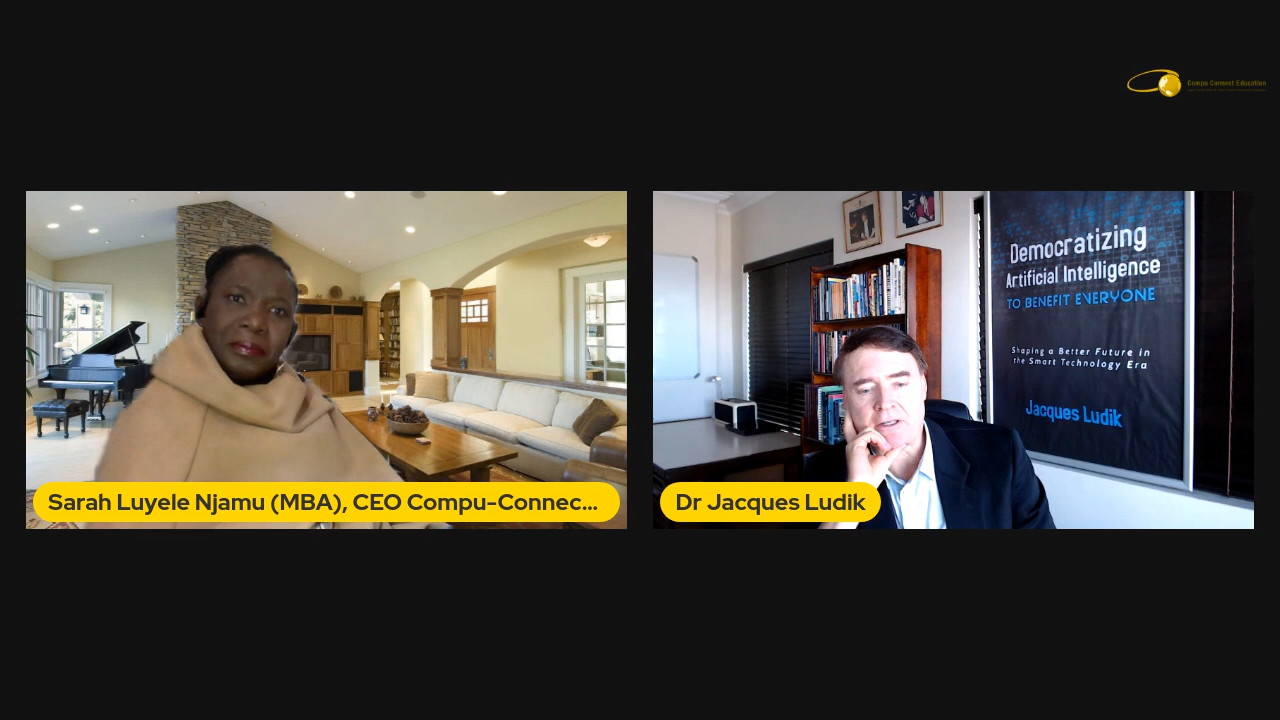 Compu Connect Education
Democratizing
Artificial Intelligence
TO BENEFIT EVERYONE
Shaping a Better Future in
the Smart Technology Era
Jacques Ludik
Sarah Luyele Njamu (MBA), CEO Compu-Connec...
Dr Jacques Ludik